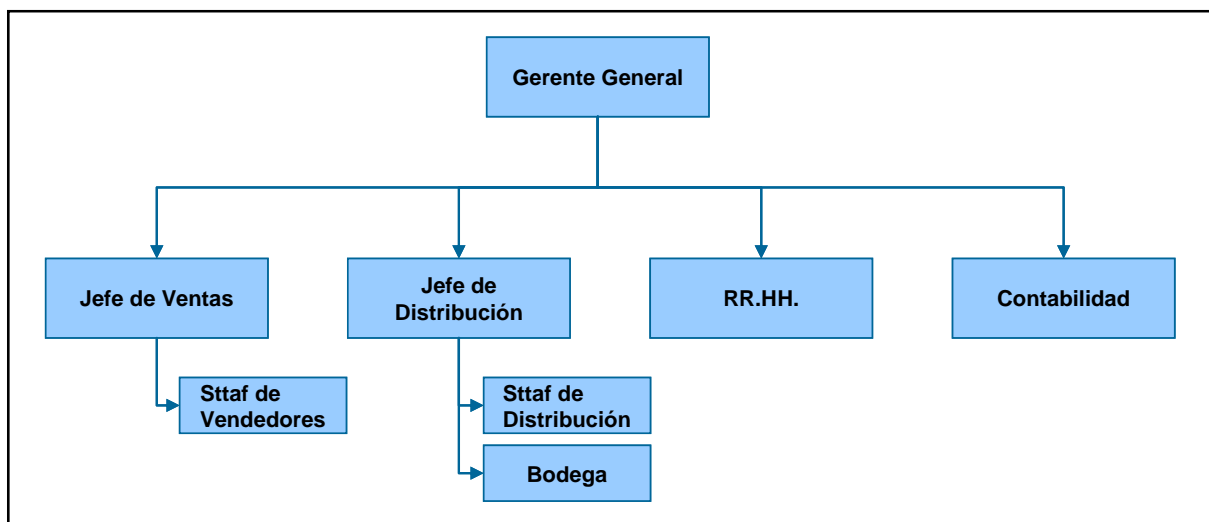 Gerente General
Jefe de Ventas
Jefe de
Distribución
RR.HH.
Contabilidad
Sttaf de
Vendedores
Sttaf de
Distribución
Bodega